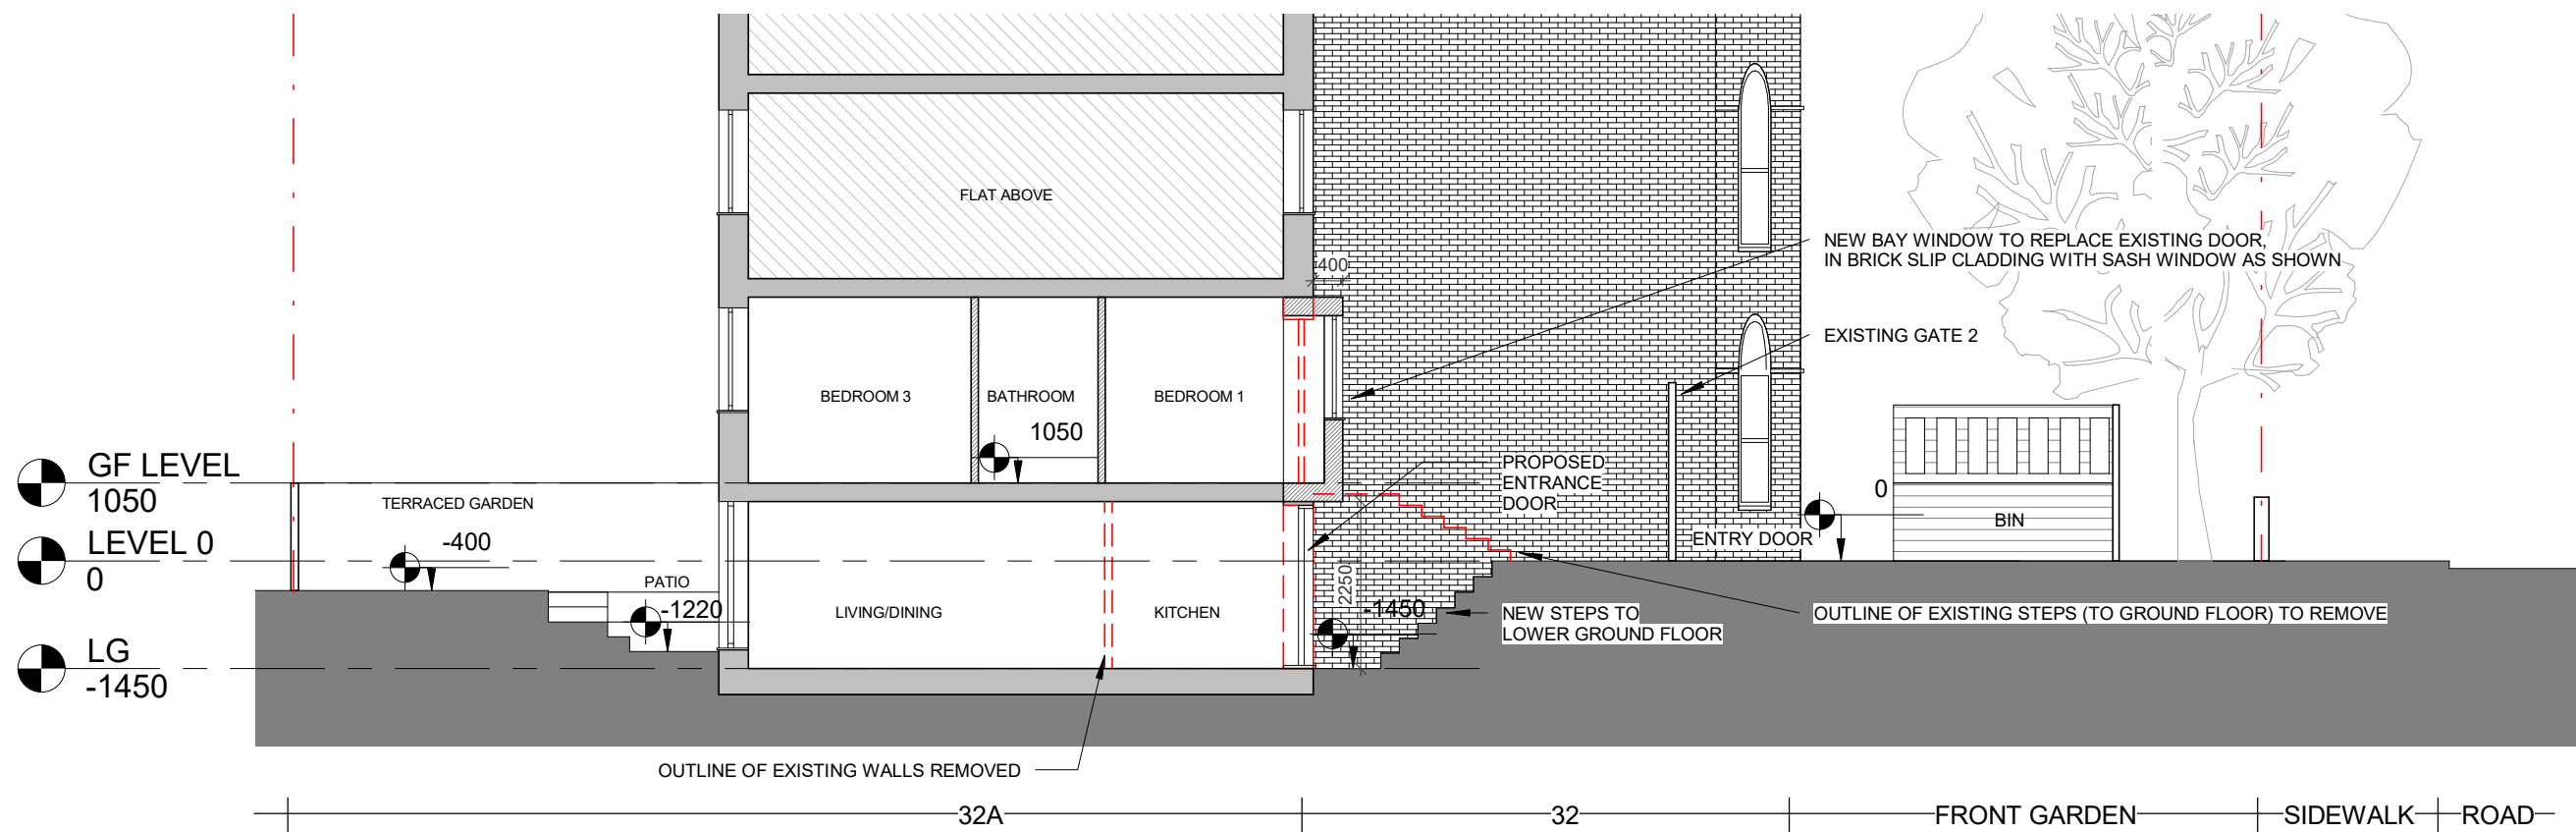 FLAT ABOVE
400
NEW BAY WINDOW TO REPLACE EXISTING DOOR,
IN BRICK SLIP CLADDING WITH SASH WINDOW AS SHOWN
EXISTING GATE 2
BEDROOM 3
BATHROOM
BEDROOM 1
1050
GF LEVEL
1050
TERRACED GARDEN
PROPOSED
ENTRANCE
DOOR
0
BIN
LEVEL 0
0
-400
ENTRY DOOR
PATIO
-1220
LIVING/DINING
KITCHEN
2250
-1450
NEW STEPS TO
LOWER GROUND FLOOR
OUTLINE OF EXISTING STEPS (TO GROUND FLOOR) TO REMOVE
LG
-1450
OUTLINE OF EXISTING WALLS REMOVED
32A
32
FRONT GARDEN
SIDEWALK
ROAD